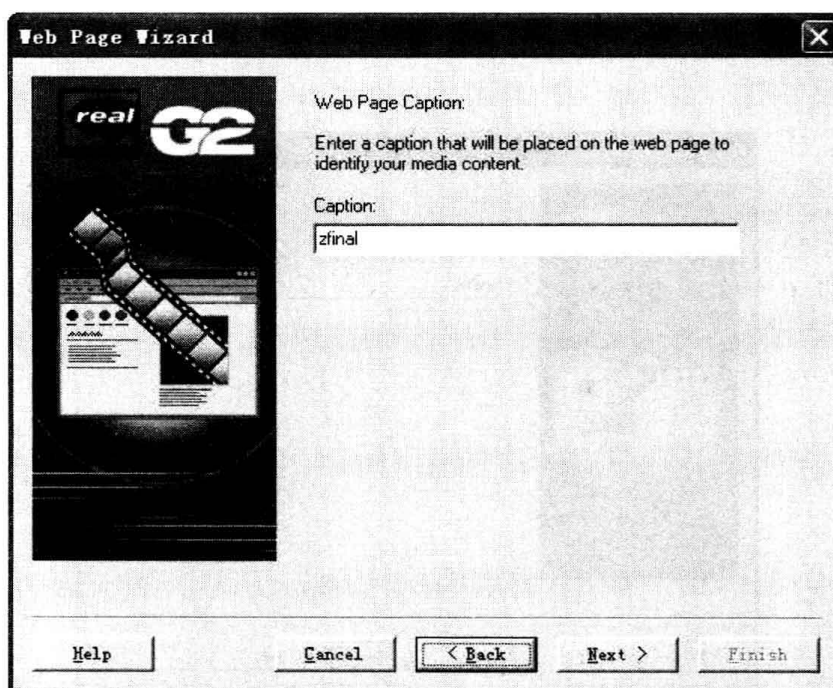 Web Page Wizard
real G2
Web Page Caption:
Enter a caption that will be placed on the web page to
identify your media content.
Caption:
zfinal
Help
Cancel
< Back
Next >
Finish